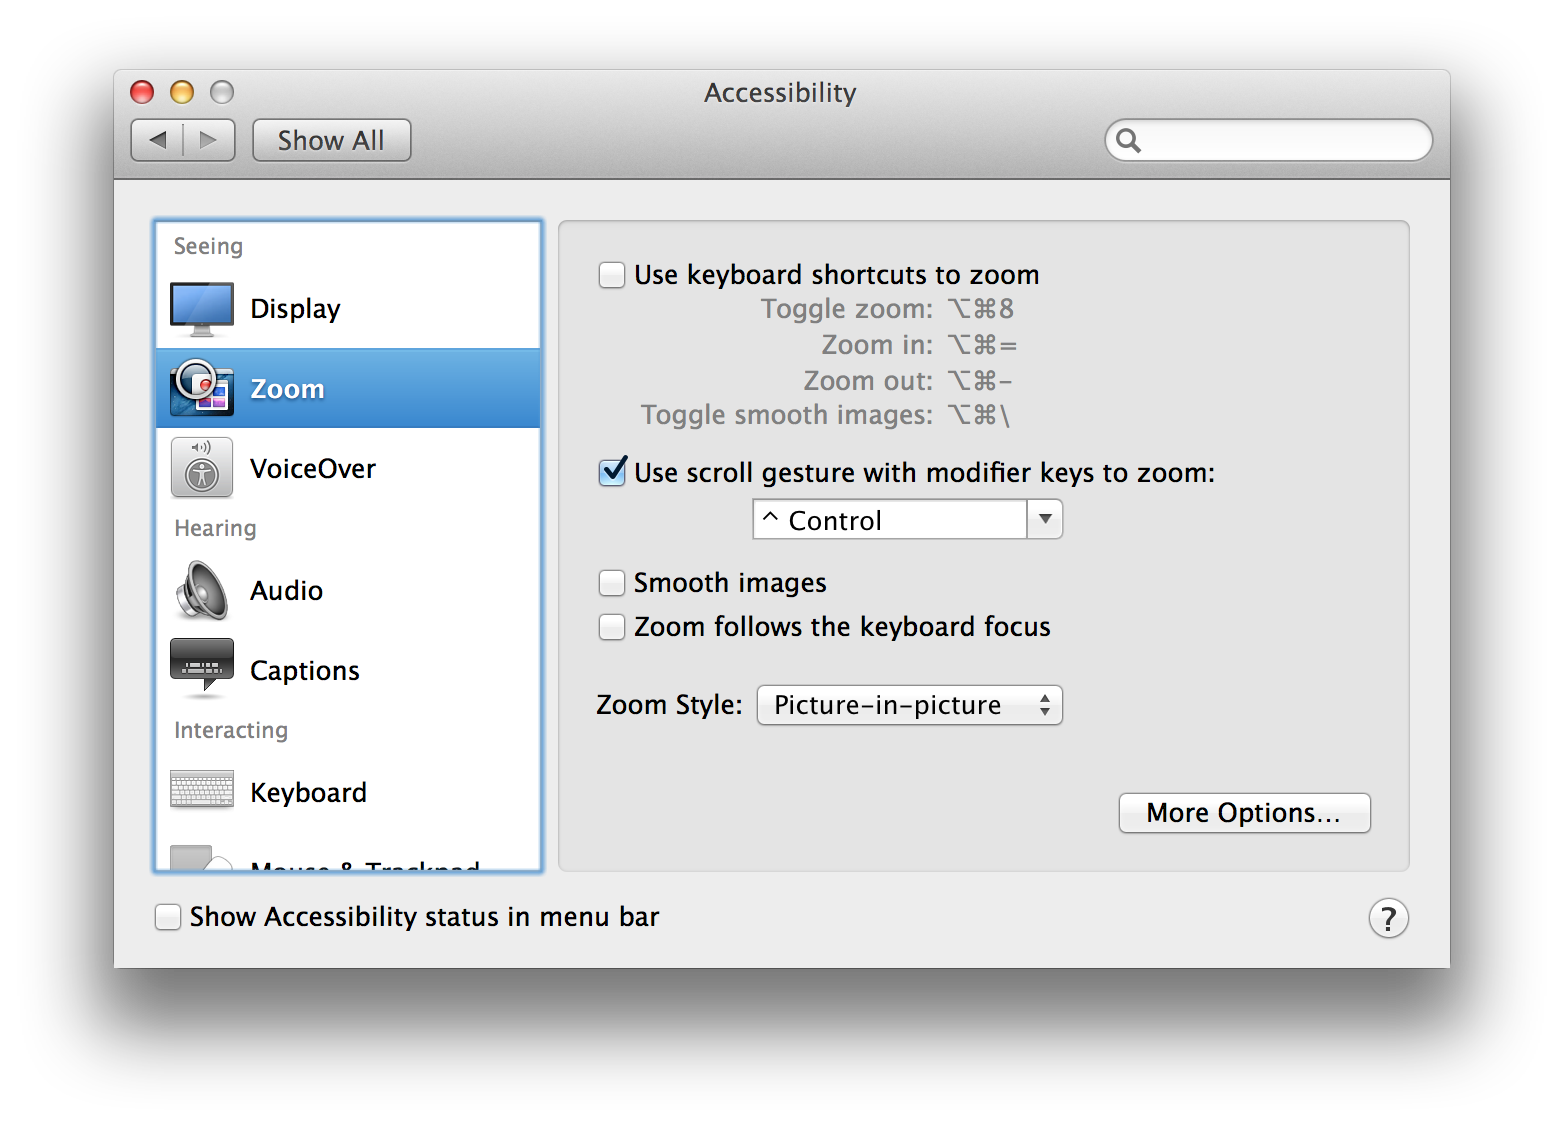 Accessibility
Show All
Seeing
Display
Zoom
VoiceOver
Hearing
Audio
Captions
Interacting
Keyboard
Mouse & Trackpad
Use keyboard shortcuts to zoom
Toggle zoom: ⌥⌘8
Zoom in: ⌥⌘=
Zoom out: ⌥⌘-
Toggle smooth images: ⌥⌘\
Use scroll gesture with modifier keys to zoom:
^ Control
Smooth images
Zoom follows the keyboard focus
Zoom Style: Picture-in-picture
More Options...
Show Accessibility status in menu bar
?